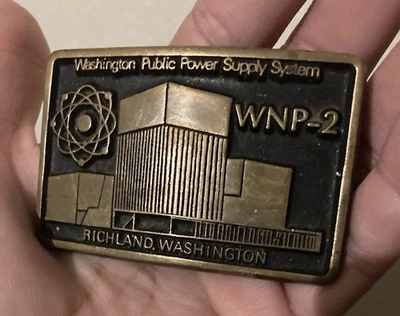 Washington Public Power Supply System
WNP-2
RICHLAND, WASHINGTON